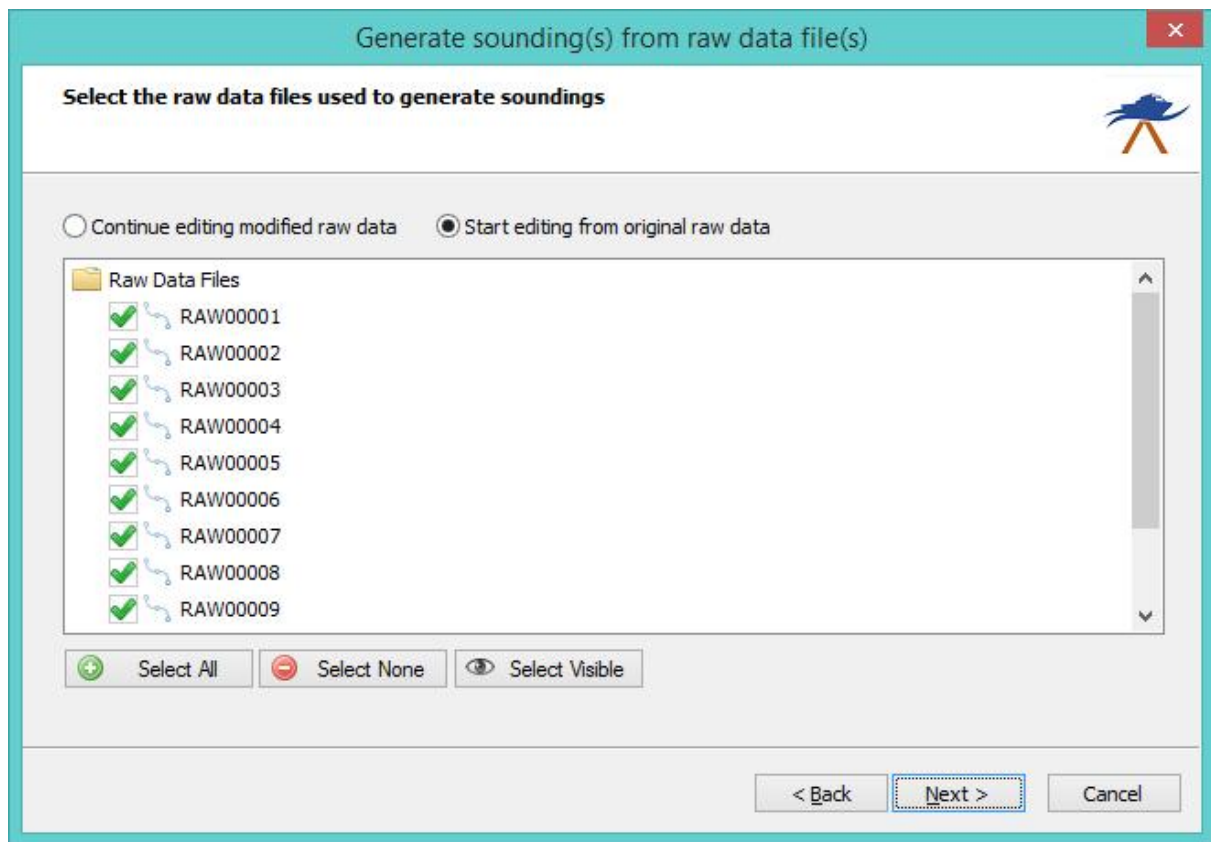 Generate sounding(s) from raw data file(s)
Select the raw data files used to generate soundings
Continue editing modified raw data Start editing from original raw data
Raw Data Files
RAW00001
RAW00002
RAW00003
RAW00004
RAW00005
RAW00006
RAW00007
RAW00008
RAW00009
Select All Select None Select Visible
< Back Next > Cancel